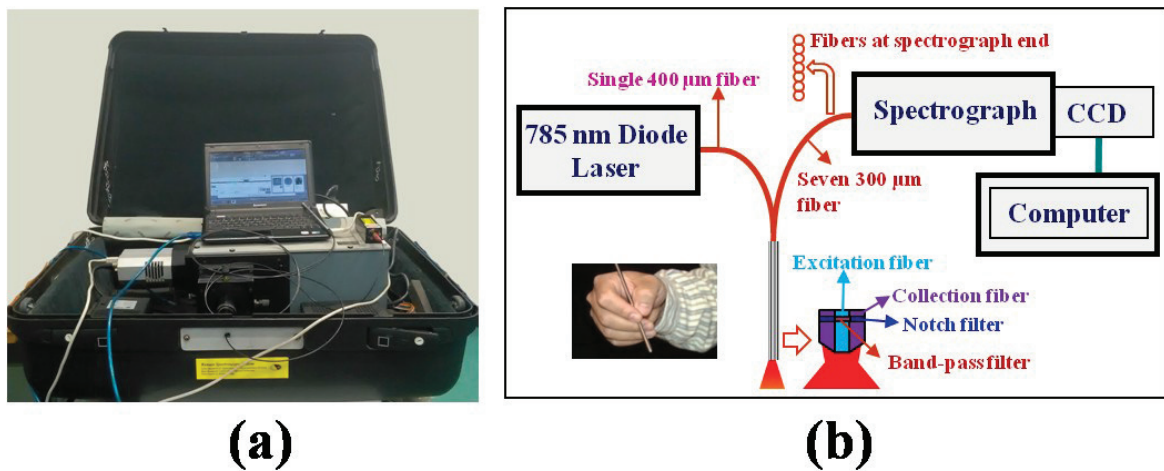 Fibers at spectrograph end
Single 400 μm fiber
785 nm Diode
Laser
Spectrograph
CCD
Seven 300 μm
fiber
Computer
Excitation fiber
Collection fiber
Notch filter
Band-pass filter
(a)
(b)